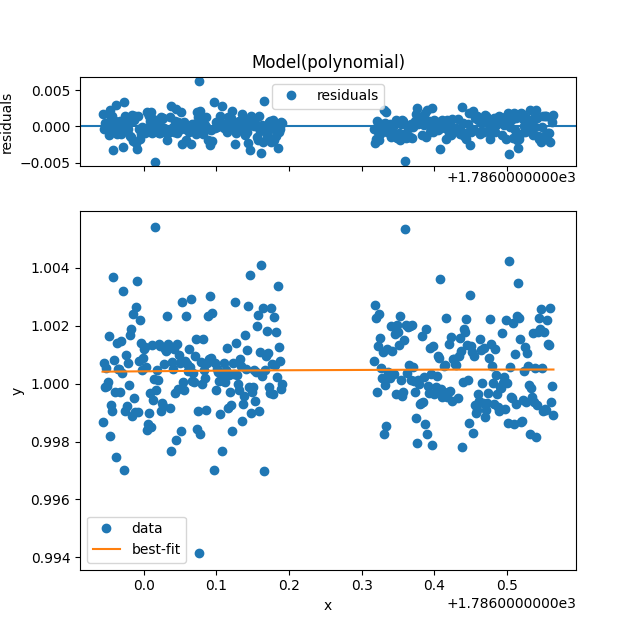 Model(polynomial)
residuals
0.005
0.000
−0.005
residuals
+1.7860000000e3
y
1.004
1.002
1.000
0.998
0.996
0.994
data
best-fit
0.0 0.1 0.2 0.3 0.4 0.5
x
+1.7860000000e3